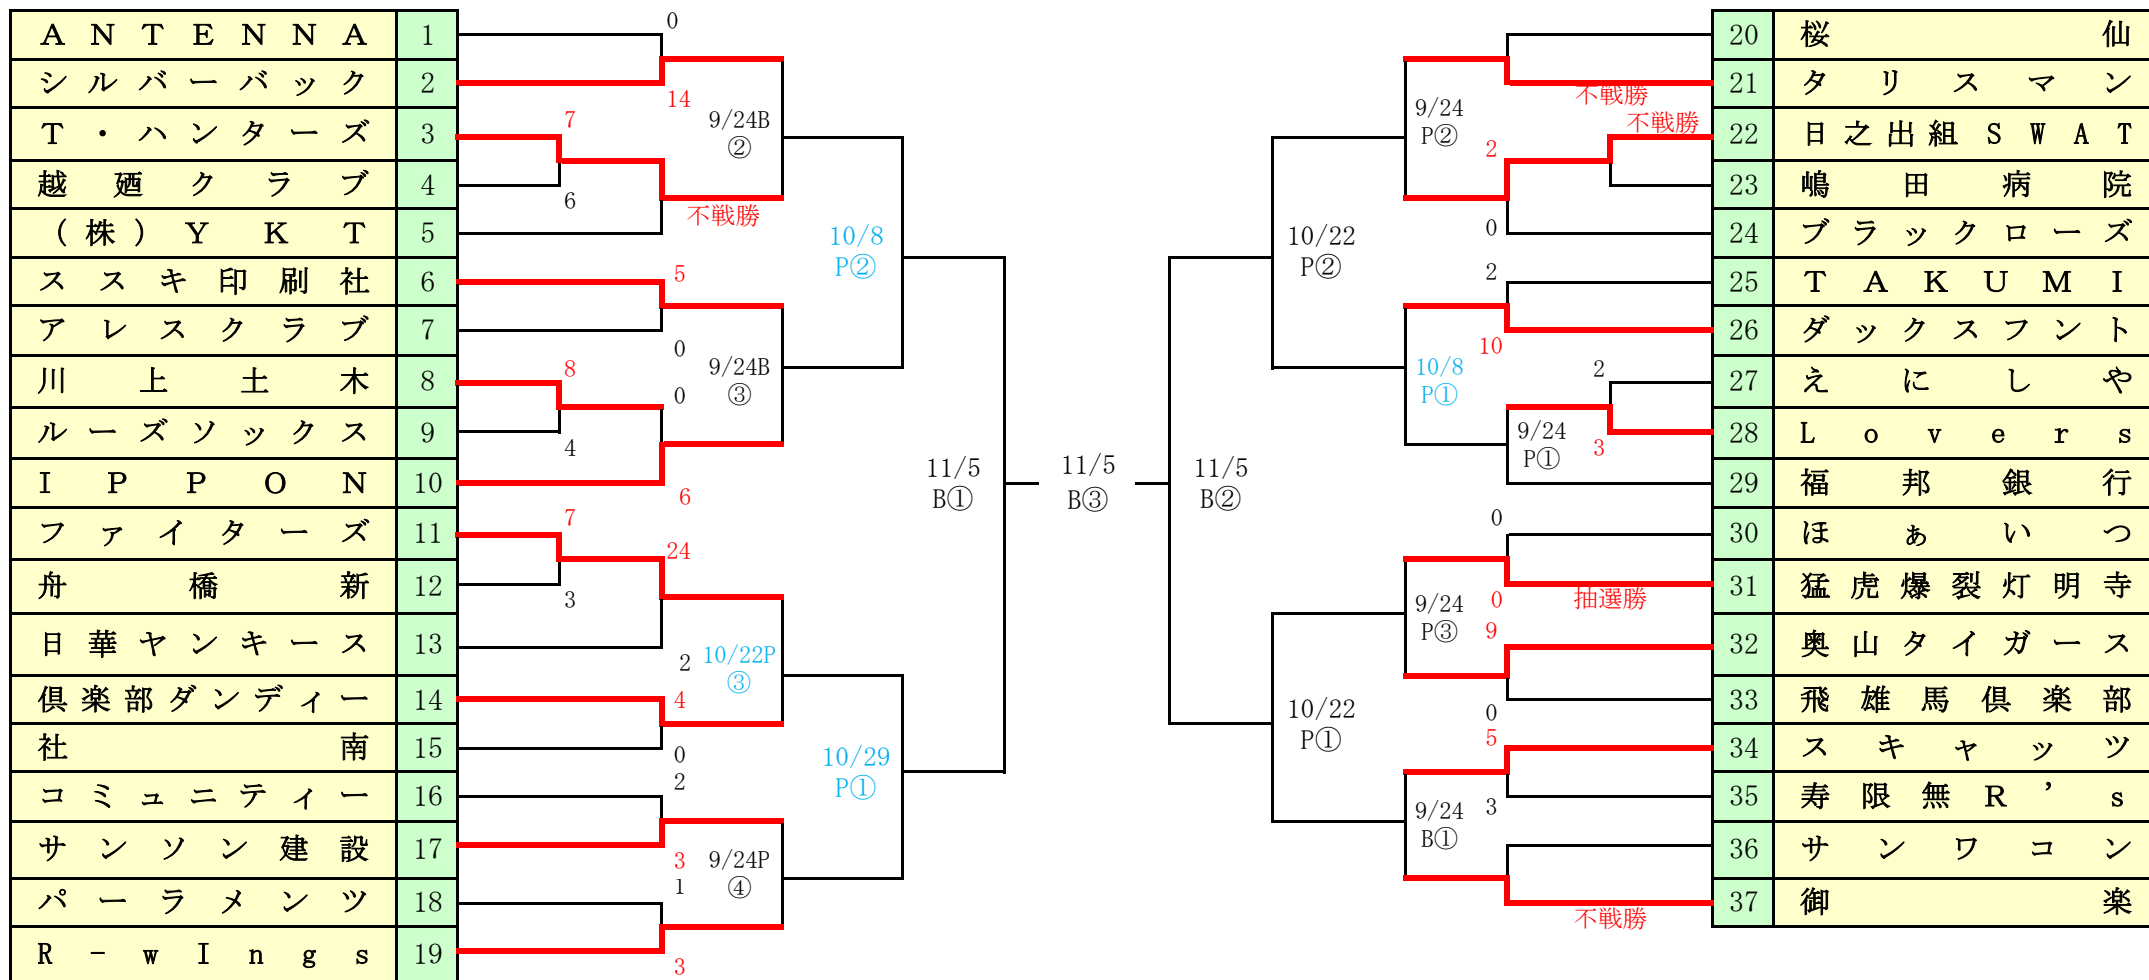 ANTENNA 1
シルバーバック 2
T・ハンターズ 3
越廼クラブ 4
(株)YKT 5
ススキ印刷社 6
アレスクラブ 7
川上土木 8
ルーズソックス 9
IPPON 10
ファイターズ 11
舟橋新 12
日華ヤンキース 13
倶楽部ダンディー 14
社南 15
コミュニティー 16
サンソン建設 17
パーラメンツ 18
R-wIngs 19
0
14
7
6
不戦勝
5
0
8
4
0
6
7
3
24
2
4
0
2
3
1
3
9/24B
②
9/24B
③
10/22P
③
9/24P
④
10/8
P②
10/29
P①
11/5
B①
11/5
B③
11/5
B②
10/22
P②
10/22
P①
9/24
P②
10/8
P①
9/24
P①
9/24
P③
9/24
B①
不戦勝
不戦勝
2
0
2
10
2
3
0
0
抽選勝
9
0
5
3
不戦勝
20 桜仙
21 タリスマン
22 日之出組SWAT
23 嶋田病院
24 ブラックローズ
25 TAKUMI
26 ダックスフント
27 えにしや
28 Lovers
29 福邦銀行
30 ほぁいつ
31 猛虎爆裂灯明寺
32 奥山タイガース
33 飛雄馬倶楽部
34 スキャッツ
35 寿限無R’s
36 サンワコン
37 御楽